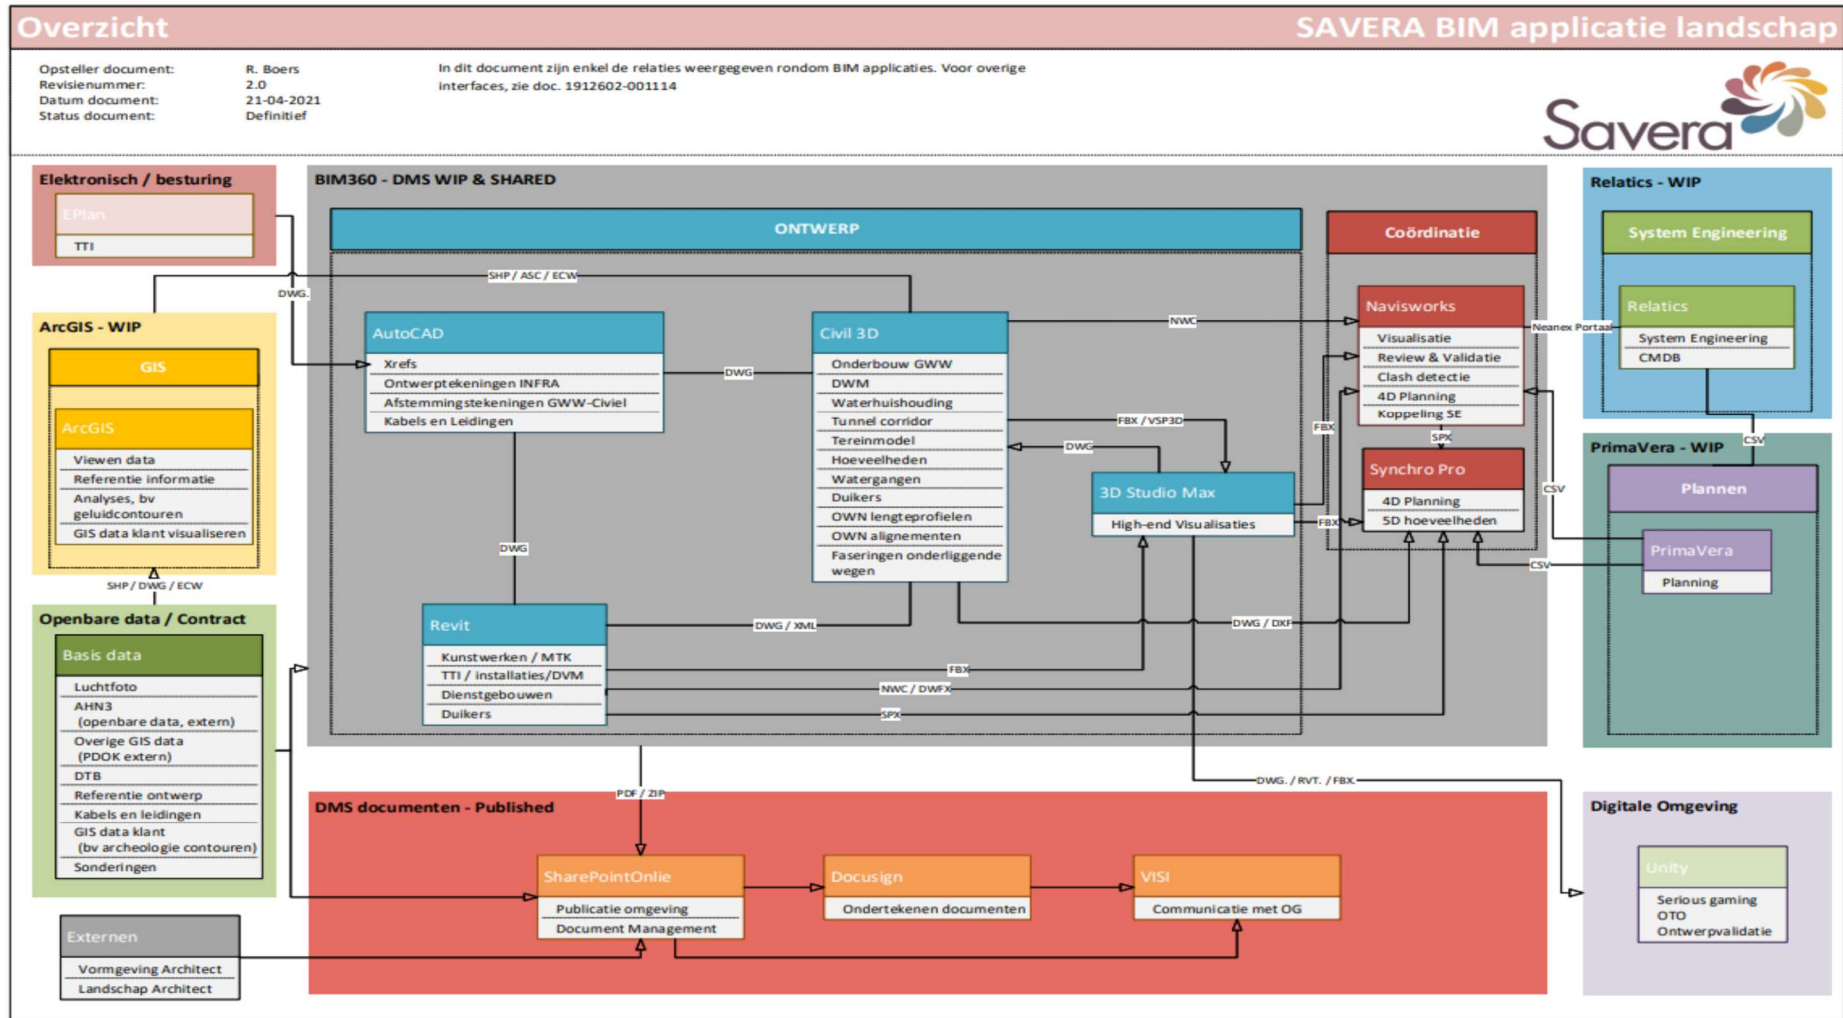 Overzicht
SAVERA BIM applicatie landschap
Opsteller document: R. Boers
Revisienummer: 2.0
Datum document: 21-04-2021
Status document: Definitief
In dit document zijn enkel de relaties weergegeven rondom BIM applicaties. Voor overige
interfaces, zie doc. 1912602-001114
Savera
Elektronisch / besturing
EPlan
TTI
DWG.
ArcGIS - WIP
GIS
ArcGIS
Viewen data
Referentie informatie
Analyses, bv
geluidcontouren
GIS data klant visualiseren
SHP / DWG / ECW
Openbare data / Contract
Basis data
Luchtfoto
AHN3
(openbare data, extern)
Overige GIS data
(PDOK extern)
DTB
Referentie ontwerp
Kabels en leidingen
GIS data klant
(bv archeologie contouren)
Sonderingen
Externen
Vormgeving Architect
Landschap Architect
BIM360 - DMS WIP & SHARED
ONTWERP
SHP / ASC / ECW
AutoCAD
Xrefs
Ontwerptekeningen INFRA
Afstemmingstekeningen GWW-Civiel
Kabels en Leidingen
DWG
DWG
Civil 3D
Onderbouw GWW
DWM
Waterhuishouding
Tunnel corridor
Tereinmodel
Hoeveelheden
Watergangen
Duikers
OWN lengteprofielen
OWN alignementen
Faseringen onderliggende
wegen
NWC
FBX / VSP3D
DWG
3D Studio Max
High-end Visualisaties
Revit
Kunstwerken / MTK
TTI / installaties/DVM
Dienstgebouwen
Duikers
DWG / XML
FBX
NWC / DWFX
SPX
DWG / DXF
FBX
FBX
Coördinatie
Navisworks
Visualisatie
Review & Validatie
Clash detectie
4D Planning
Koppeling SE
SPX
Synchro Pro
4D Planning
5D hoeveelheden
Neanex Portaal
CSV
CSV
Relatics - WIP
System Engineering
Relatics
System Engineering
CMDB
CSV
PrimaVera - WIP
Plannen
PrimaVera
Planning
PDF / ZIP
DWG. / RVT. / FBX.
DMS documenten - Published
SharePointOnlie
Publicatie omgeving
Document Management
Docusign
Ondertekenen documenten
VISI
Communicatie met OG
Digitale Omgeving
Unity
Serious gaming
OTO
Ontwerpvalidatie